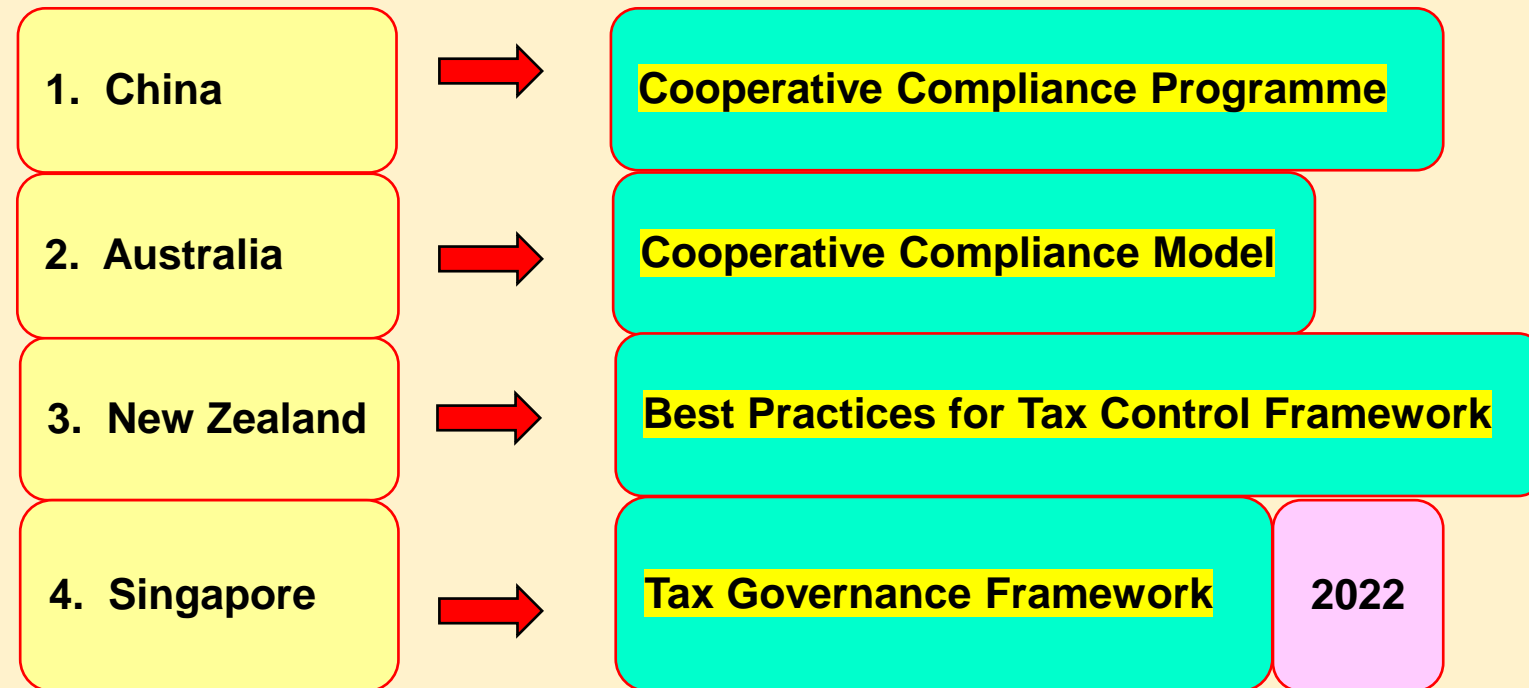 1. China
Cooperative Compliance Programme
2. Australia
Cooperative Compliance Model
3. New Zealand
Best Practices for Tax Control Framework
4. Singapore
Tax Governance Framework
2022